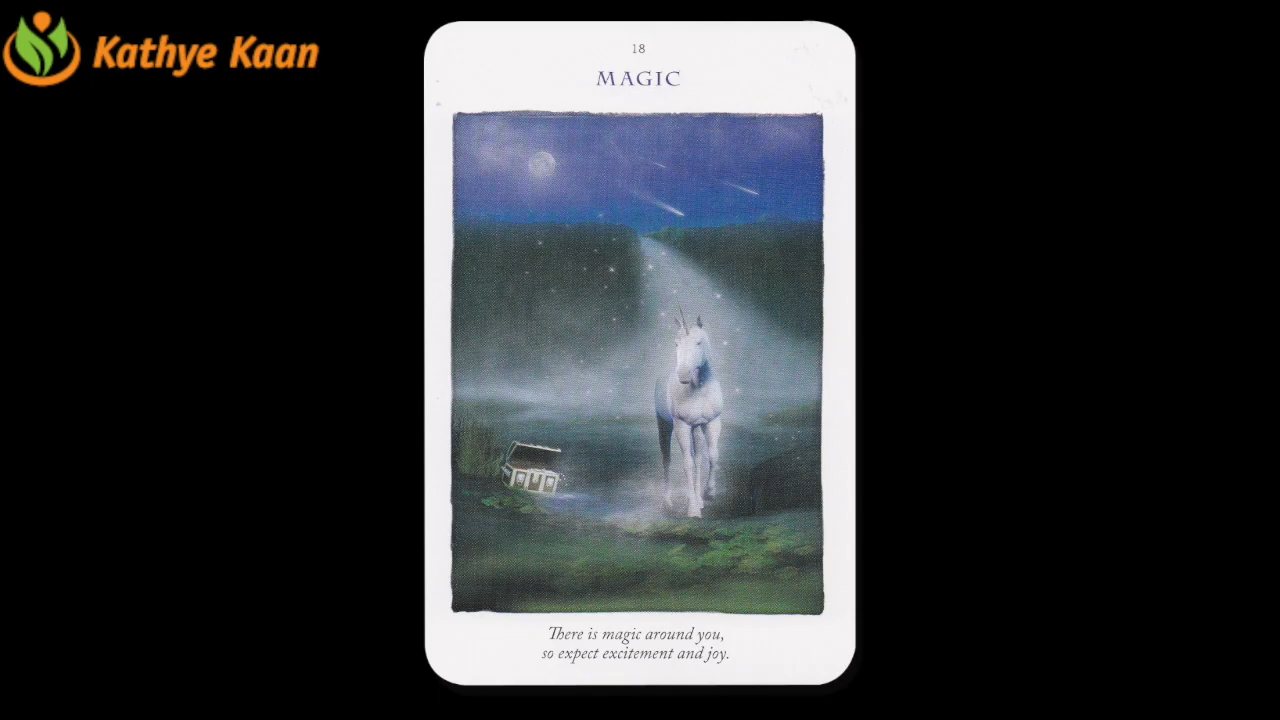 Kathye Kaan
18
MAGIC
There is magic around you,
so expect excitement and joy.